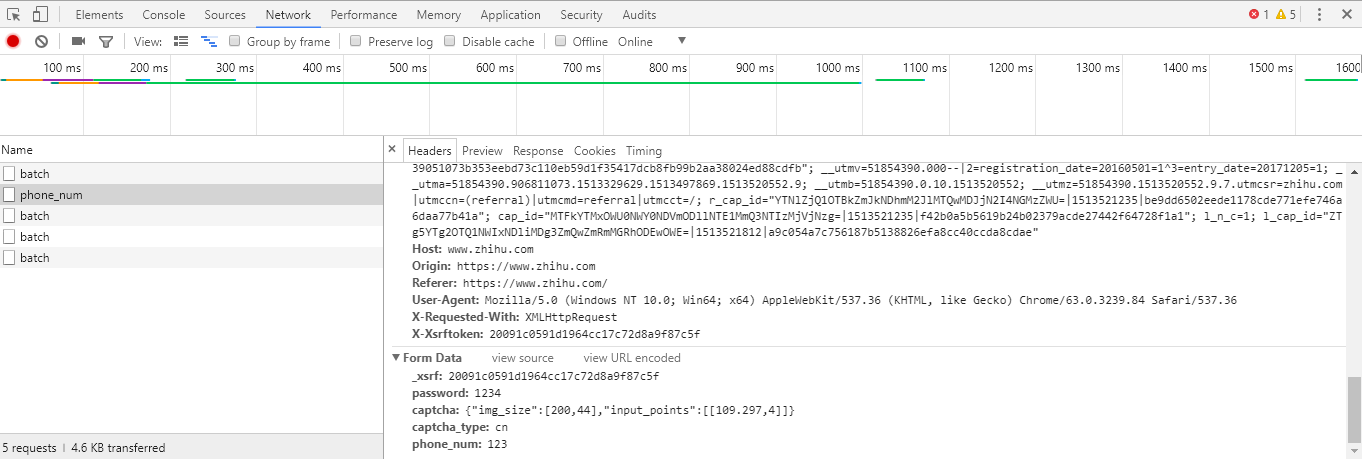 Elements Console Sources Network Performance Memory Application Security Audits 1 5
View: Group by frame Preserve log Disable cache Offline Online
100 ms 200 ms 300 ms 400 ms 500 ms 600 ms 700 ms 800 ms 900 ms 1000 ms 1100 ms 1200 ms 1300 ms 1400 ms 1500 ms 1600
Name
batch
phone_num
batch
batch
batch
5 requests | 4.6 KB transferred
× Headers Preview Response Cookies Timing
39051073b353eebd73c110eb59d1f35417dcb8fb99b2aa38024ed88cdfb"; __utmv=51854390.000--|2=registration_date=20160501=1^3=entry_date=20171205=1; _
_utma=51854390.906811073.1513329629.1513497869.1513520552.9; __utmb=51854390.0.10.1513520552; __utmz=51854390.1513520552.9.7.utmcsr=zhihu.com
|utmccn=(referral)|utmcmd=referral|utmcct=/; r_cap_id="YTNlZjQ1OTBkZmJkNDhmM2JlMTQwMDJjN2I4NGMzZWU=|1513521235|be9dd6502eede1178cde771efe746a
6daa77b41a"; cap_id="MTFkYTMxOWU0NWY0NDVmODllNTE1MmQ3NTIzMjVjNzg=|1513521235|f42b0a5b5619b24b02379acde27442f64728f1a1"; l_n_c=1; l_cap_id="ZT
g5YTg2OTQ1NWIxNDliMDg3ZmQwZmRmMGRhODEwOWE=|1513521812|a9c054a7c756187b5138826efa8cc40ccda8cdae"
Host: www.zhihu.com
Origin: https://www.zhihu.com
Referer: https://www.zhihu.com/
User-Agent: Mozilla/5.0 (Windows NT 10.0; Win64; x64) AppleWebKit/537.36 (KHTML, like Gecko) Chrome/63.0.3239.84 Safari/537.36
X-Requested-With: XMLHttpRequest
X-Xsrftoken: 20091c0591d1964cc17c72d8a9f87c5f
Form Data view source view URL encoded
_xsrf: 20091c0591d1964cc17c72d8a9f87c5f
password: 1234
captcha: {"img_size":[200,44],"input_points":[[109.297,4]]}
captcha_type: cn
phone_num: 123